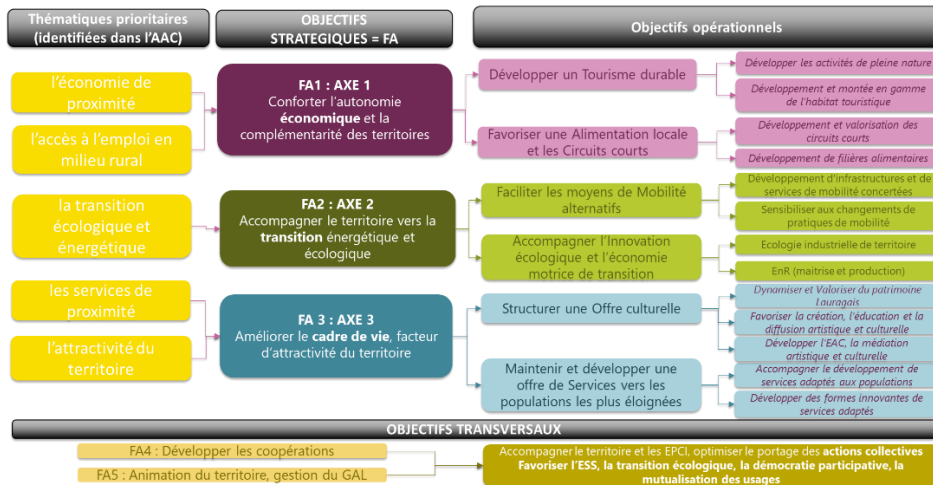 Thématiques prioritaires
(identifiées dans l'AAC)
OBJECTIFS
STRATEGIQUES = FA
Objectifs opérationnels
l'économie de
proximité
l'accès à l'emploi en
milieu rural
FA1 : AXE 1
Conforter l'autonomie
économique et la
complémentarité des territoires
Développer un Tourisme durable
Développer les activités de pleine nature
Développement et montée en gamme
de l'habitat touristique
Favoriser une Alimentation locale
et les Circuits courts
Développement et valorisation des
circuits courts
Développement de filières alimentaires
la transition
écologique et
énergétique
FA2 : AXE 2
Accompagner le territoire vers la
transition énergétique et
écologique
Faciliter les moyens de Mobilité
alternatifs
Développement d'infrastructures et de
services de mobilité concertées
Sensibiliser aux changements de
pratiques de mobilité
Accompagner l'Innovation
écologique et l'économie
motrice de transition
Ecologie industrielle de territoire
EnR (maitrise et production)
les services de
proximité
l'attractivité du
territoire
FA 3 : AXE 3
Améliorer le cadre de vie, facteur
d'attractivité du territoire
Structurer une Offre culturelle
Dynamiser et Valoriser du patrimoine
Lauragais
Favoriser la création, l'éducation et la
diffusion artistique et culturelle
Développer l'EAC, la médiation
artistique et culturelle
Maintenir et développer une
offre de Services vers les
populations les plus éloignées
Accompagner le développement de
services adaptés aux populations
Développer des formes innovantes de
services adaptés
OBJECTIFS TRANSVERSAUX
FA4 : Développer les coopérations
FA5 : Animation du territoire, gestion du GAL
Accompagner le territoire et les EPCI, optimiser le portage des actions collectives
Favoriser l'ESS, la transition écologique, la démocratie participative, la
mutualisation des usages